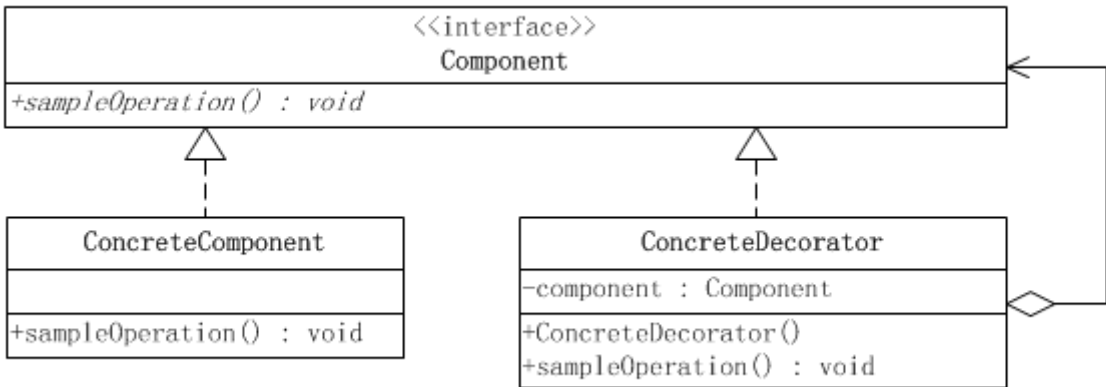 <<interface>>
Component
+sampleOperation() : void
ConcreteComponent
+sampleOperation() : void
ConcreteDecorator
-component : Component
+ConcreteDecorator()
+sampleOperation() : void